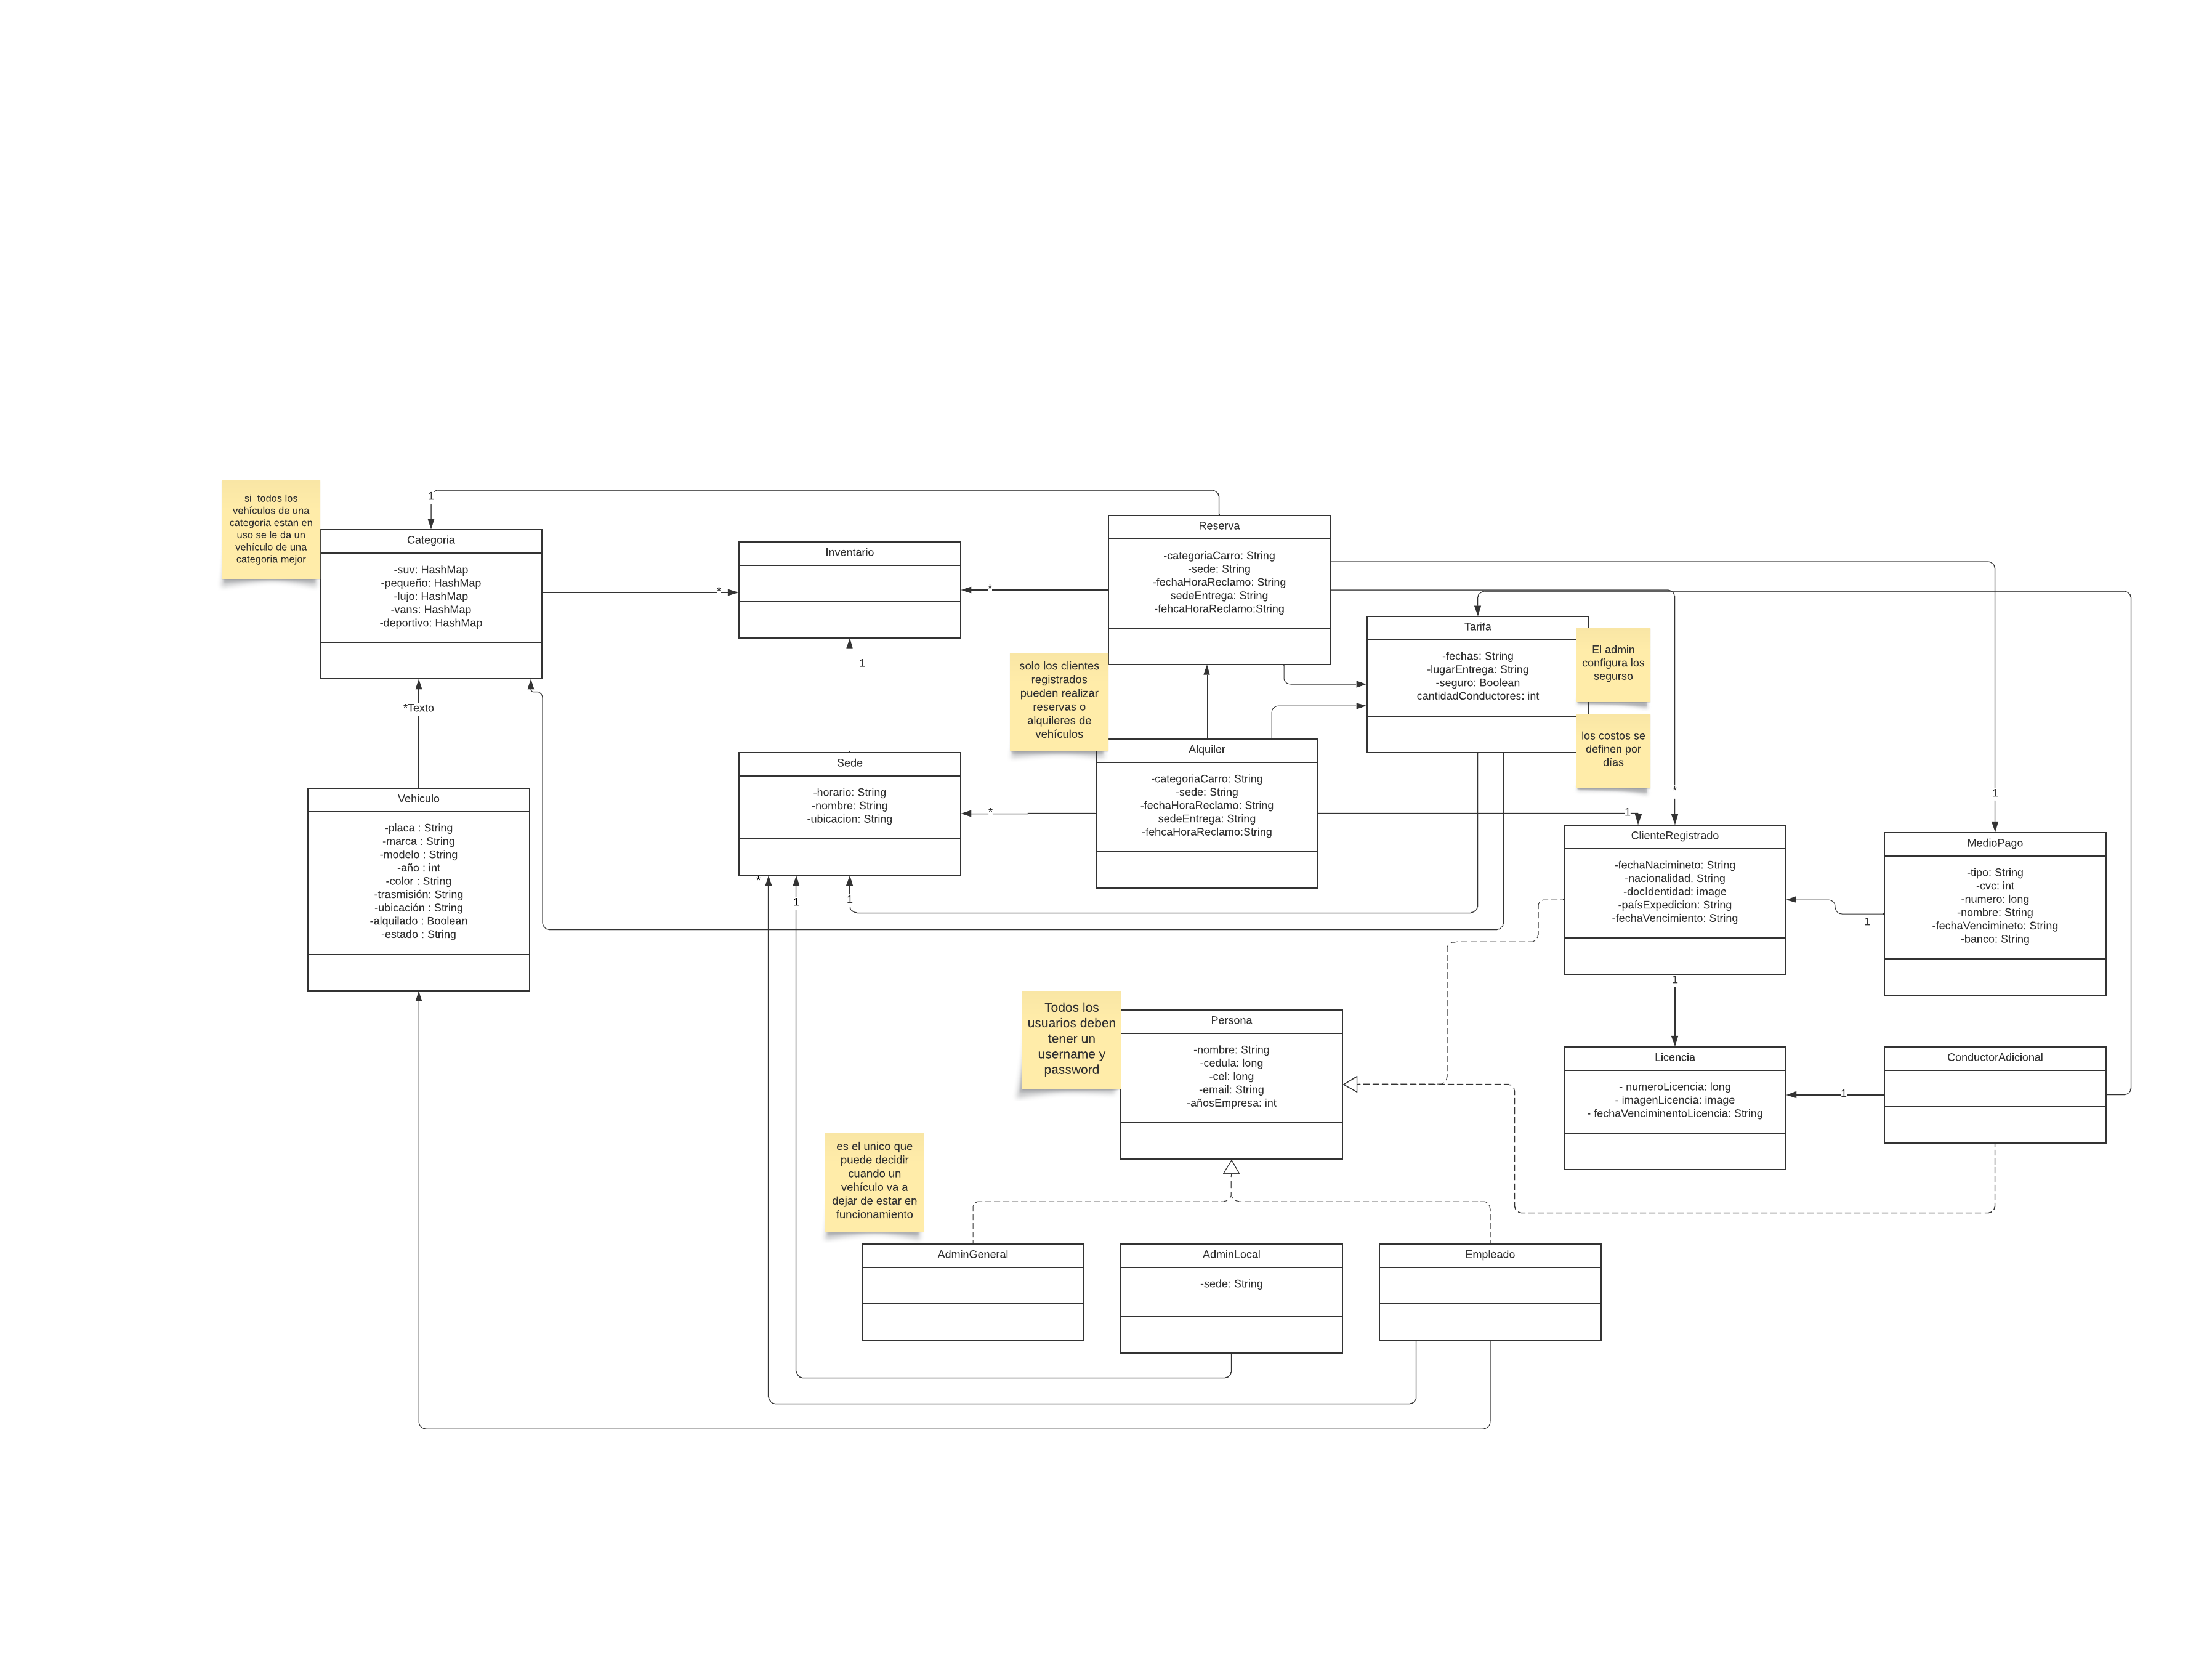 si todos los
vehículos de una
categoria estan en
uso se le da un
vehículo de una
categoria mejor
1
Categoria
-suv: HashMap
-pequeño: HashMap
-lujo: HashMap
-vans: HashMap
-deportivo: HashMap
*
Inventario
*
Reserva
-categoriaCarro: String
-sede: String
-fechaHoraReclamo: String
sedeEntrega: String
-fehcaHoraReclamo:String
Tarifa
-fechas: String
-lugarEntrega: String
-seguro: Boolean
cantidadConductores: int
El admin
configura los
segurso
los costos se
definen por
días
solo los clientes
registrados
pueden realizar
reservas o
alquileres de
vehículos
1
*Texto
Vehiculo
-placa : String
-marca : String
-modelo : String
-año : int
-color : String
-trasmisión: String
-ubicación : String
-alquilado : Boolean
-estado : String
Sede
-horario: String
-nombre: String
-ubicacion: String
*
Alquiler
-categoriaCarro: String
-sede: String
-fechaHoraReclamo: String
sedeEntrega: String
-fehcaHoraReclamo:String
1
*
1
ClienteRegistrado
-fechaNacimineto: String
-nacionalidad. String
-docIdentidad: image
-paísExpedicion: String
-fechaVencimiento: String
MedioPago
-tipo: String
-cvc: int
-numero: long
-nombre: String
-fechaVencimineto: String
-banco: String
1
*
1
1
1
Todos los
usuarios deben
tener un
username y
password
Persona
-nombre: String
-cedula: long
-cel: long
-email: String
-añosEmpresa: int
Licencia
- numeroLicencia: long
- imagenLicencia: image
- fechaVenciminentoLicencia: String
1
ConductorAdicional
es el unico que
puede decidir
cuando un
vehículo va a
dejar de estar en
funcionamiento
AdminGeneral
AdminLocal
-sede: String
Empleado